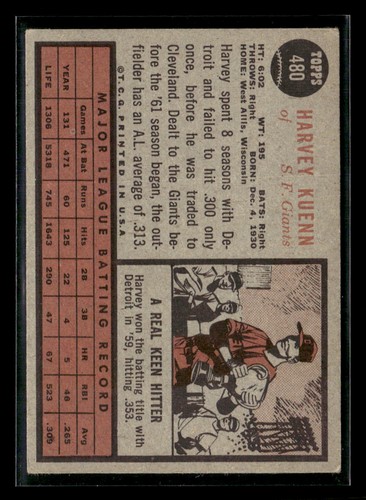 TOPPS
480
HARVEY KUENN
of S. F. Giants
HT: 6:02 WT: 195 BATS: Right
THROWS: Right BORN: Dec. 4, 1930
HOME: West Allis, Wisconsin
Harvey spent 8 seasons with De-
troit and failed to hit .300 only
once, before he was traded to
Cleveland. Dealt to the Giants be-
fore the '61 season began, the out-
fielder has an A.L. average of .313.
© T. C. G. PRINTED IN U.S.A
A REAL KEEN HITTER
Harvey won the batting title with
Detroit in '59, hitting .353.
MAJOR LEAGUE BATTING RECORD
Games At Bat Runs Hits 2B 3B HR RBI Avg
YEAR 131 471 60 125 22 4 5 46 .265
LIFE 1306 5318 745 1643 290 47 67 523 .309